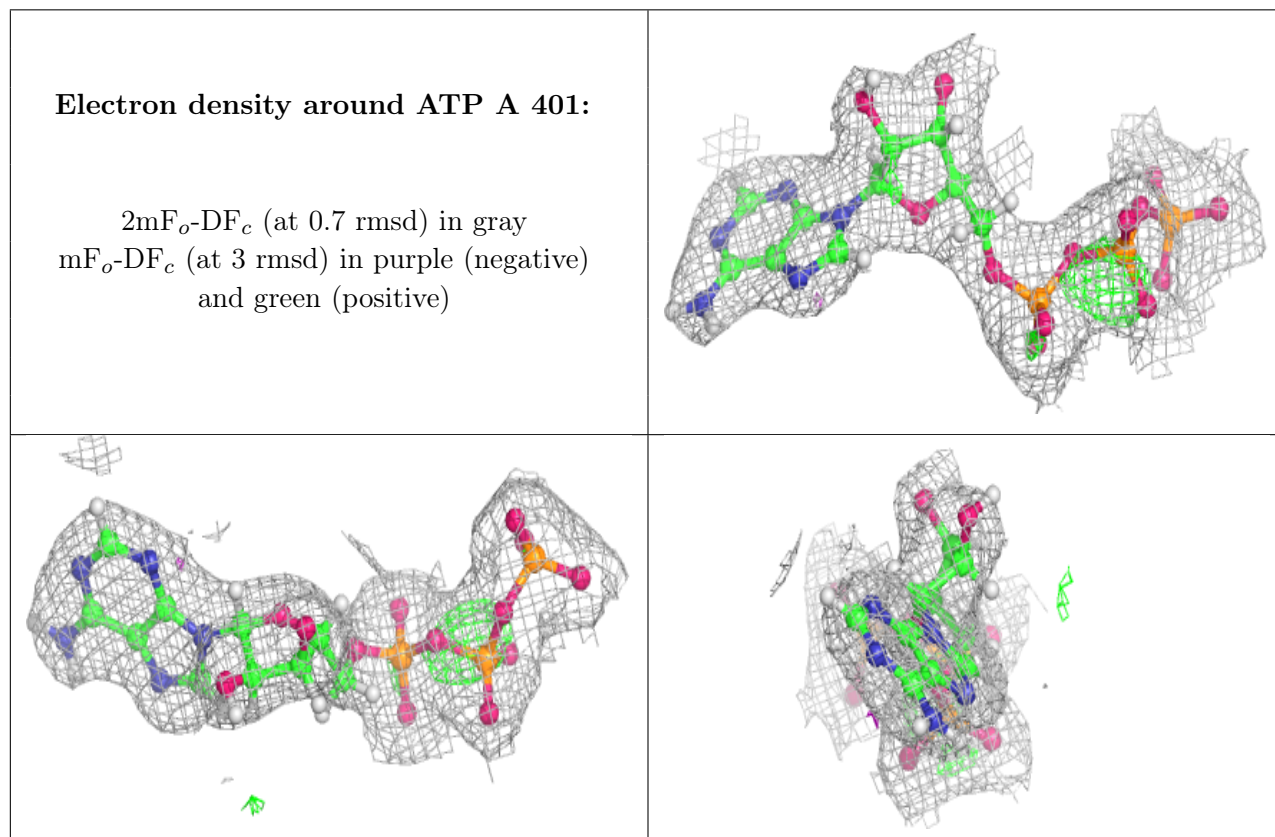 Electron density around ATP A 401:
2mFo-DFc (at 0.7 rmsd) in gray
mFo-DFc (at 3 rmsd) in purple (negative)
and green (positive)